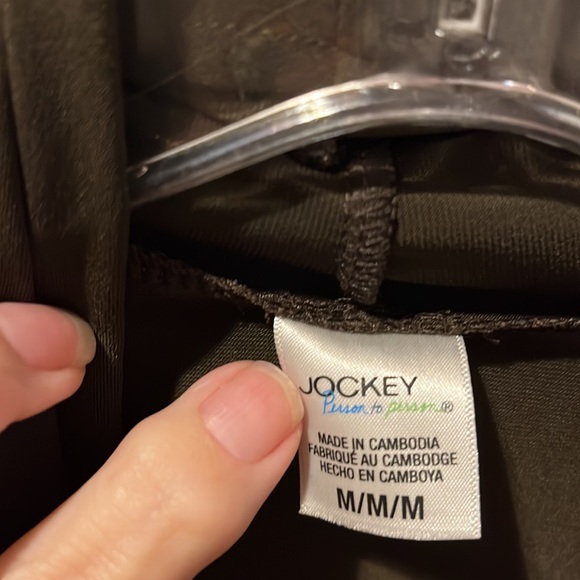 JOCKEY
Person to person®
MADE IN CAMBODIA
FABRIQUÉ AU CAMBODGE
HECHO EN CAMBOYA
M/M/M